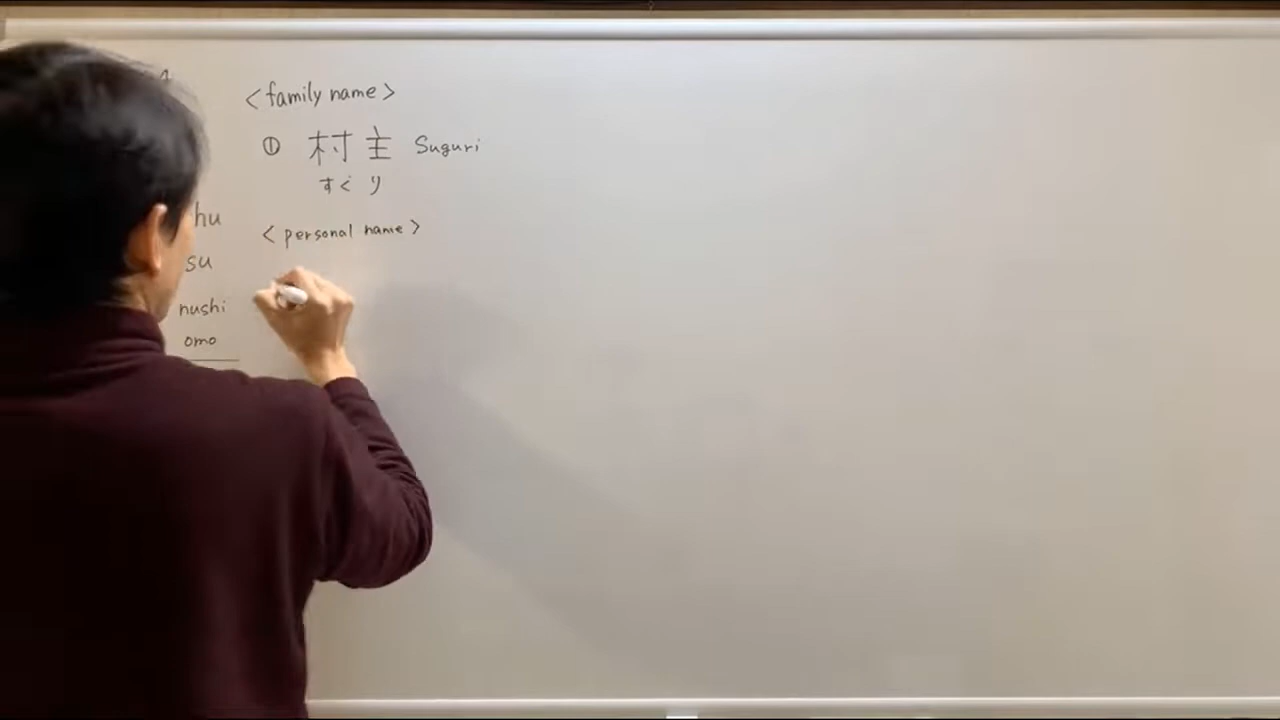 <family name>
① 村主 Suguri
すぐり
<personal name>
hu
su
nushi
omo